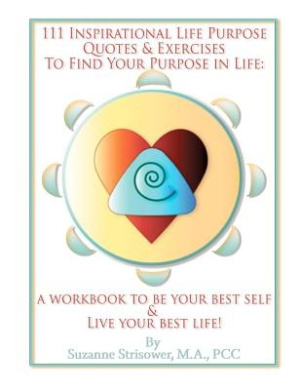 111 Inspirational Life Purpose
Quotes & Exercises
To Find Your Purpose in Life:
A WORKBOOK TO BE YOUR BEST SELF
&
Live your best life!
By
Suzanne Strisower, M.A., PCC